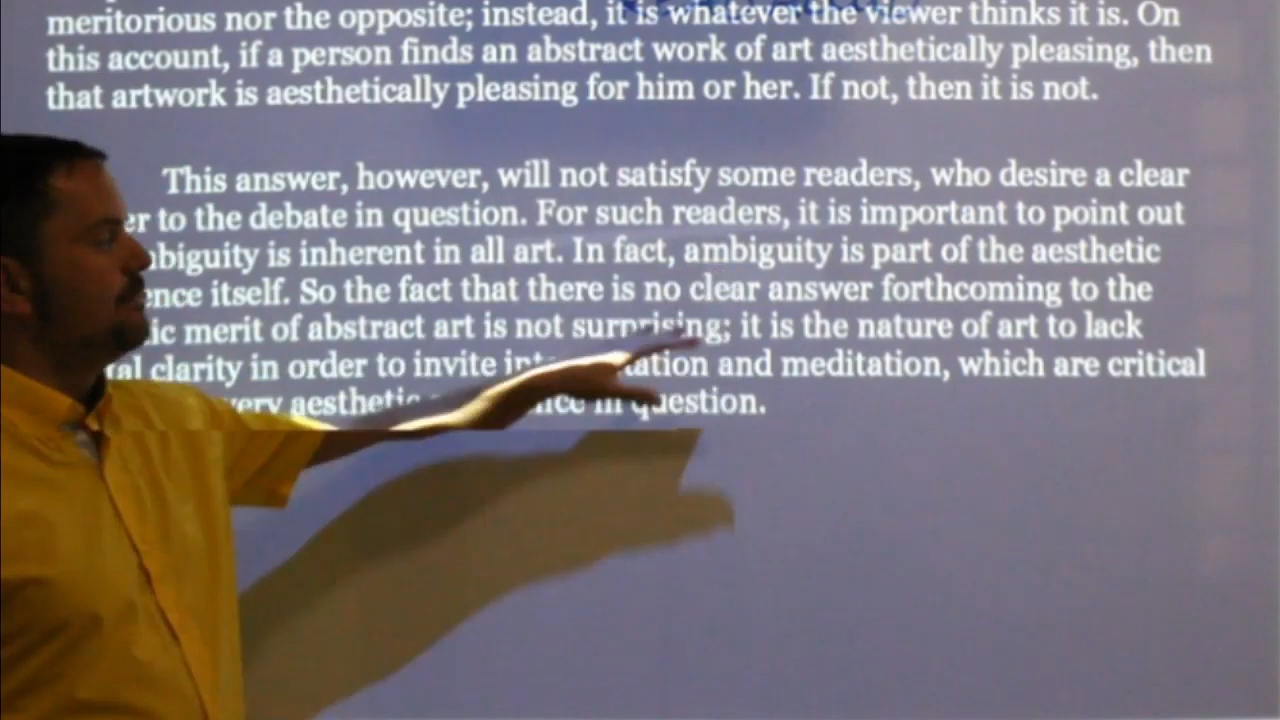 meritorious nor the opposite; instead, it is whatever the viewer thinks it is. On
this account, if a person finds an abstract work of art aesthetically pleasing, then
that artwork is aesthetically pleasing for him or her. If not, then it is not.
This answer, however, will not satisfy some readers, who desire a clear
er to the debate in question. For such readers, it is important to point out
biguity is inherent in all art. In fact, ambiguity is part of the aesthetic
ence itself. So the fact that there is no clear answer forthcoming to the
ic merit of abstract art is not surprising; it is the nature of art to lack
al clarity in order to invite and meditation, which are critical
very aesthetic in question.